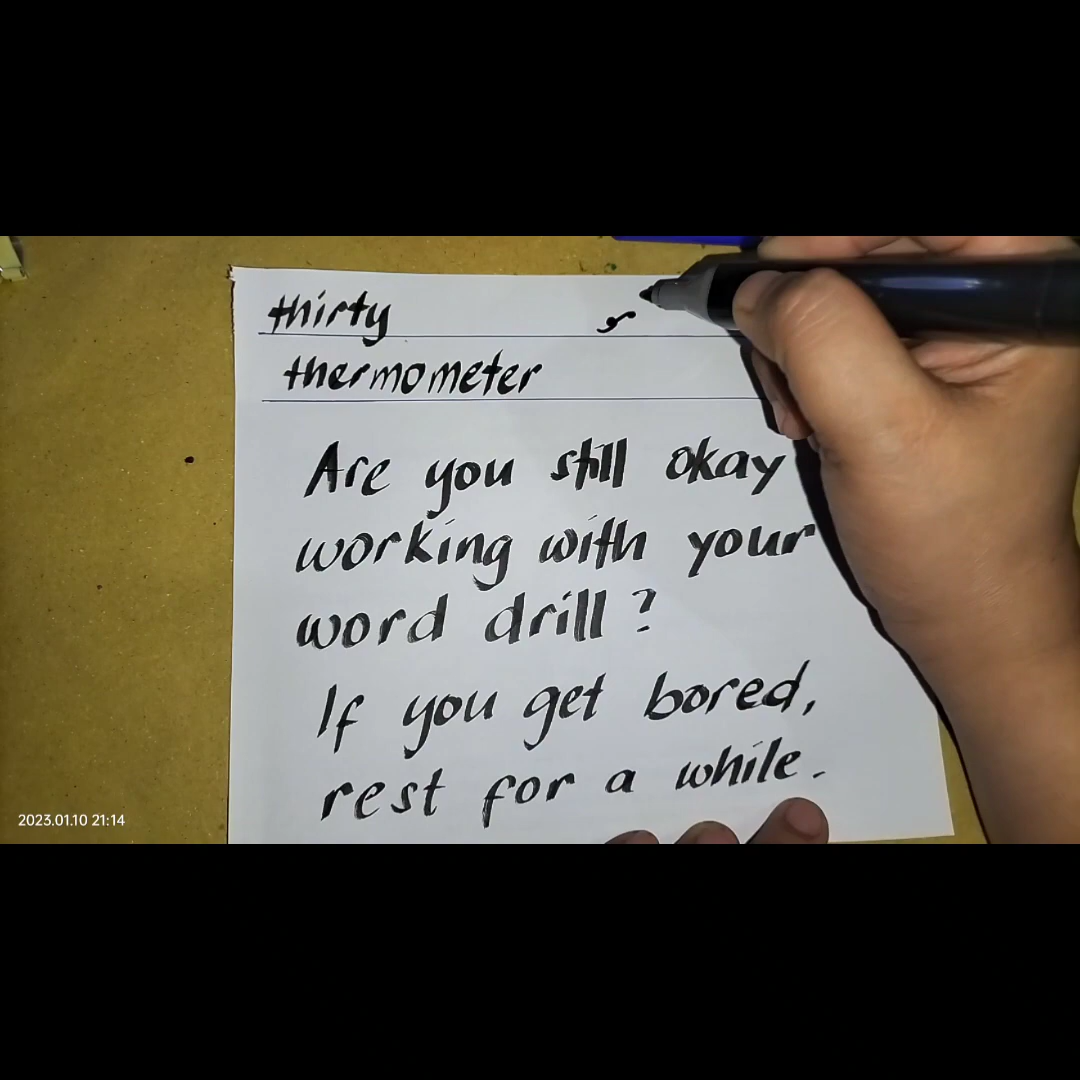 thirty
thermometer
Are you still okay
working with your
word drill?
If you get bored,
rest for a while.
2023.01.10 21:14